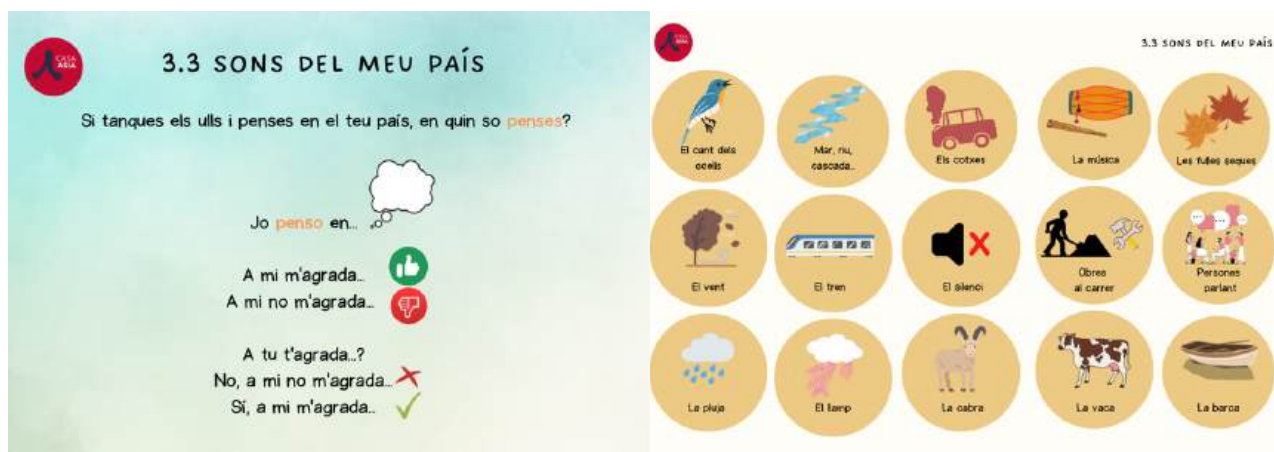 CASA
ASIA
3.3 SONS DEL MEU PAÍS
Si tanques els ulls i penses en el teu país, en quin so penses?
Jo penso en...
A mi m'agrada...
A mi no m'agrada...
A tu t'agrada...?
No, a mi no m'agrada...
Sí, a mi m'agrada...
CASA
ASIA
3.3 SONS DEL MEU PAÍS
El cant dels
ocells
Mar, riu,
cascada...
Els cotxes
La música
Les fulles seques
El vent
El tren
El silenci
Obres
al carrer
Persones
parlant
La pluja
El llamp
La cabra
La vaca
La barca